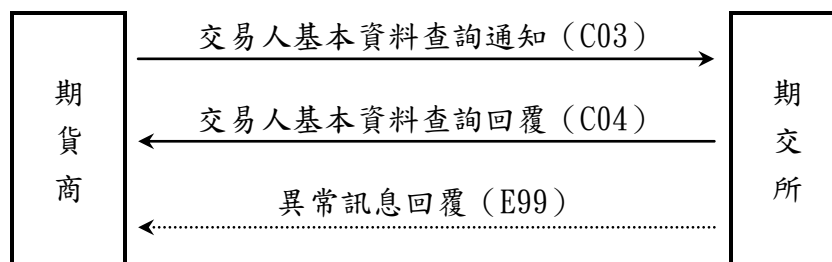 期貨商
交易人基本資料查詢通知（C03）
交易人基本資料查詢回覆（C04）
異常訊息回覆（E99）
期交所